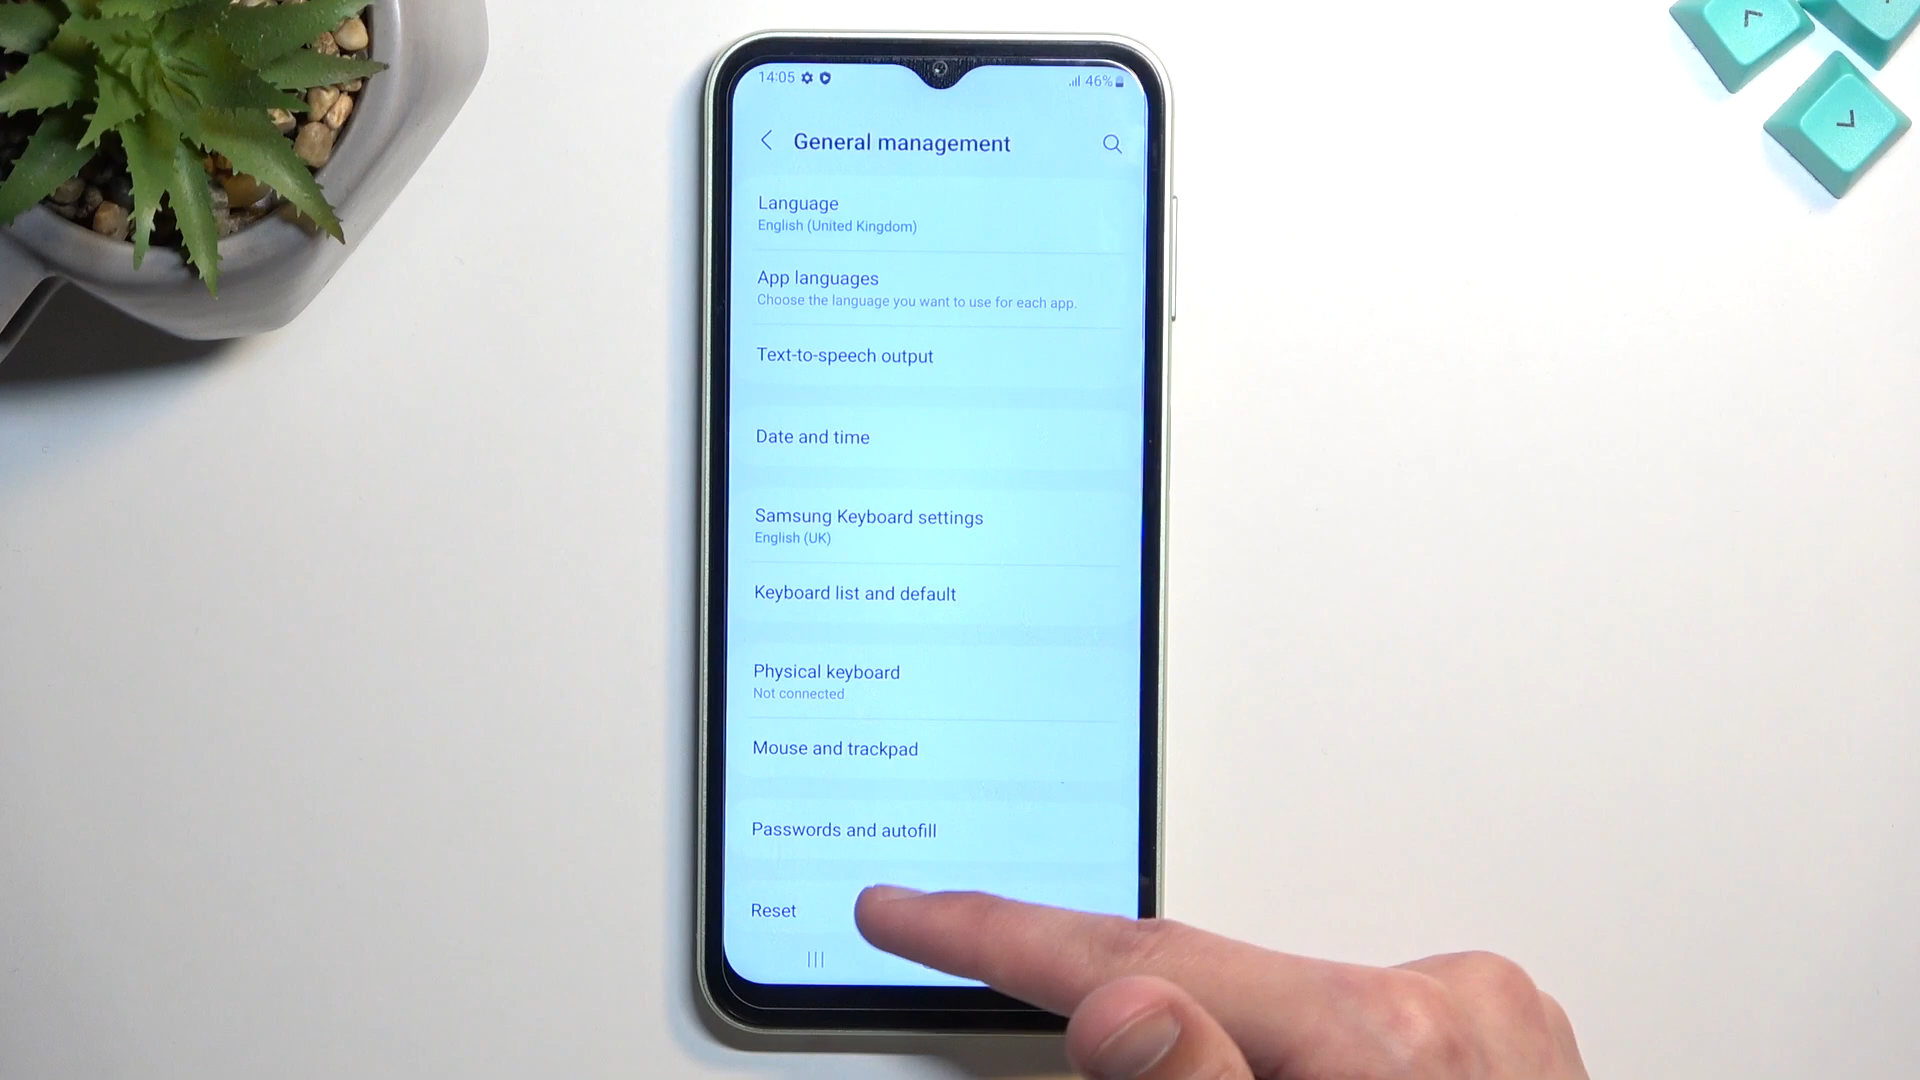 14:05 46%
General management
Language
English (United Kingdom)
App languages
Choose the language you want to use for each app.
Text-to-speech output
Date and time
Samsung Keyboard settings
English (UK)
Keyboard list and default
Physical keyboard
Not connected
Mouse and trackpad
Passwords and autofill
Reset